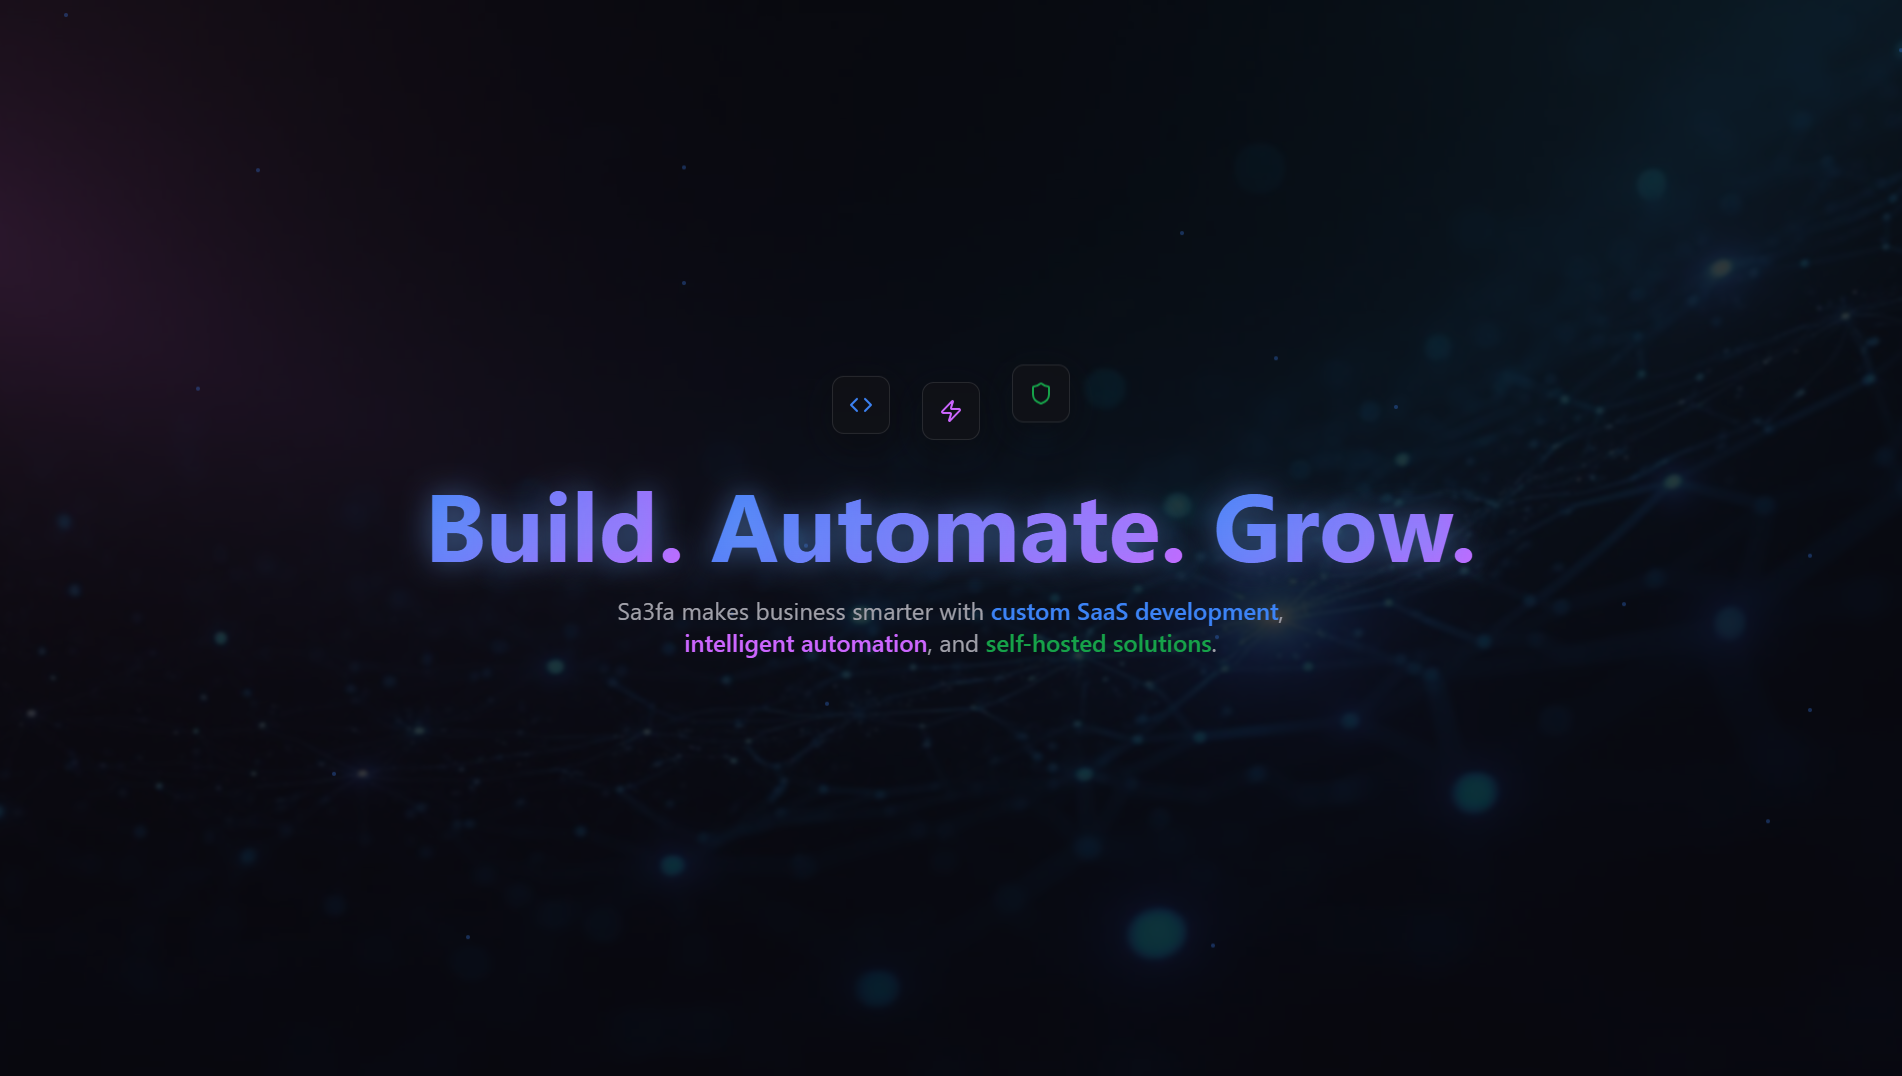 Build. Automate. Grow.
Sa3fa makes business smarter with custom SaaS development,
intelligent automation, and self-hosted solutions.